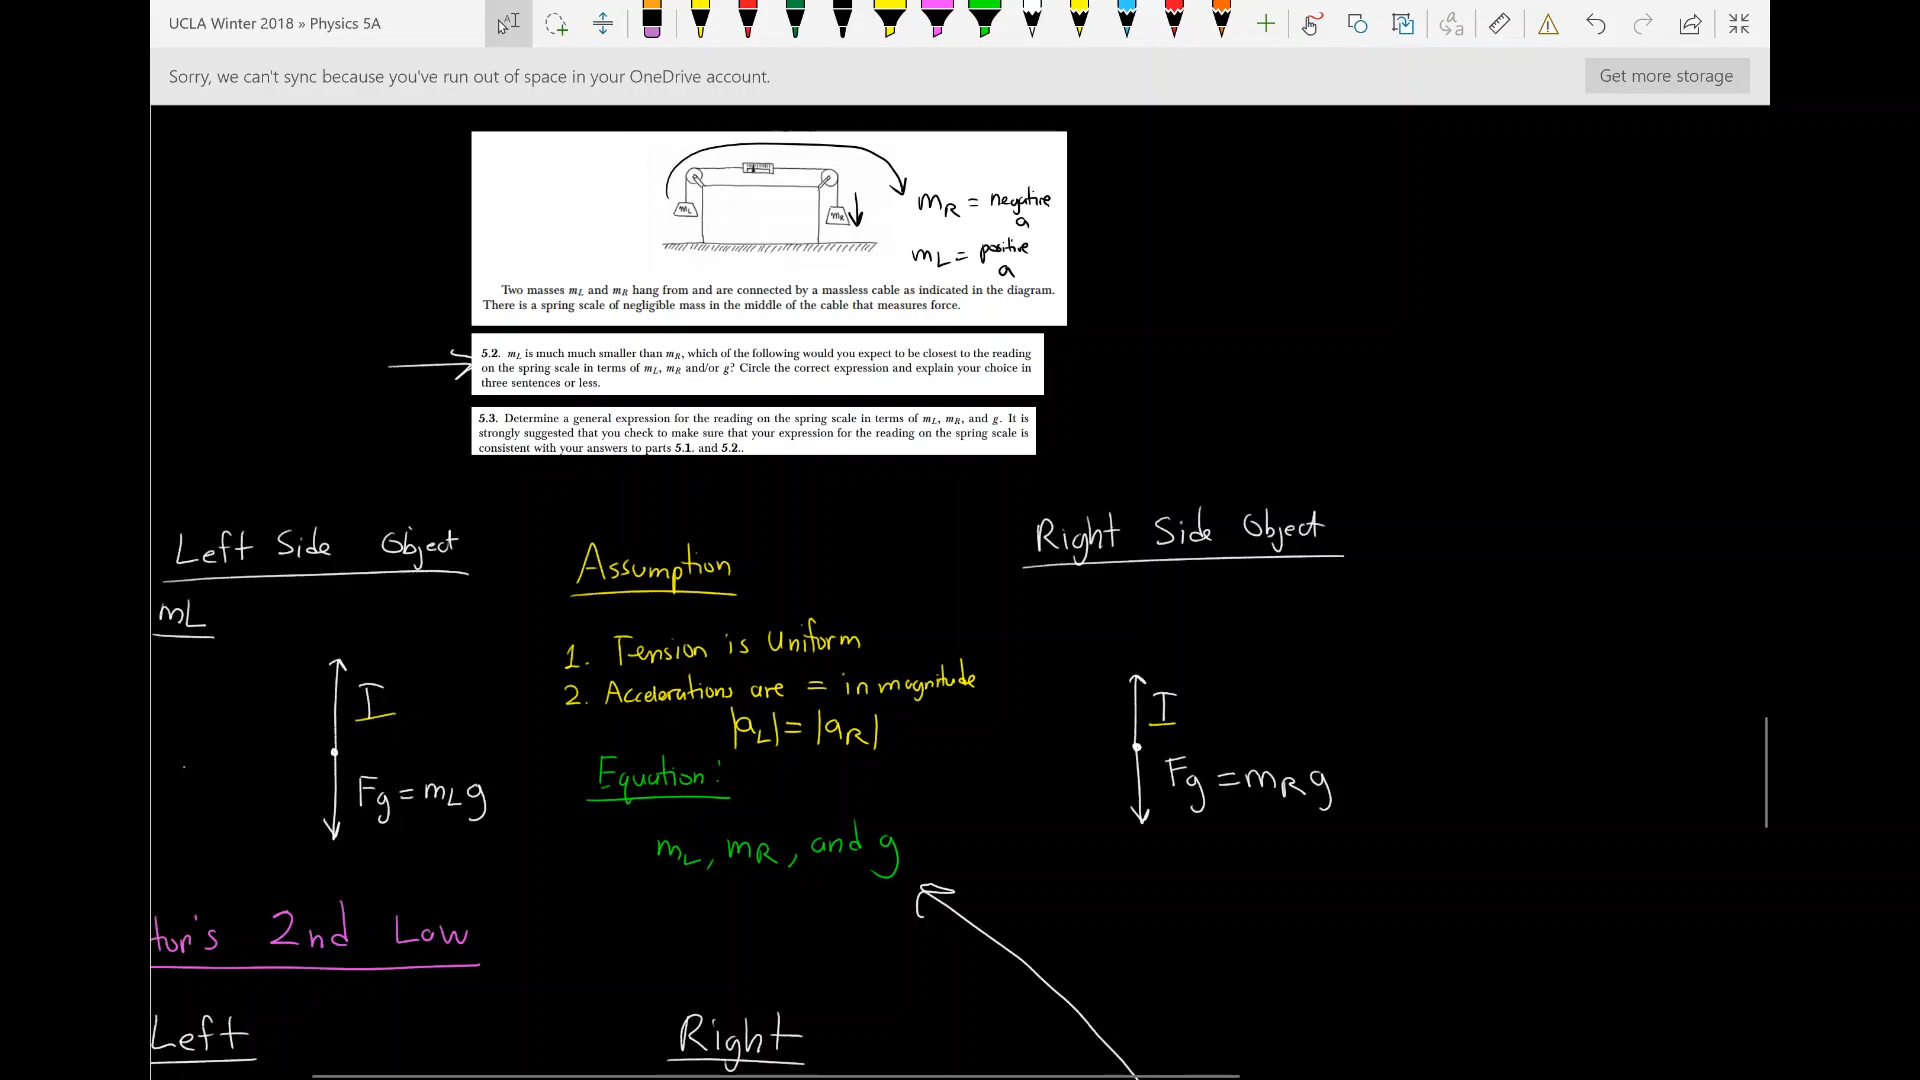 UCLA Winter 2018 » Physics 5A
Sorry, we can't sync because you've run out of space in your OneDrive account.
Get more storage
mL
mR
mR = negative
a
mL = positive
a
Two masses mL and mR hang from and are connected by a massless cable as indicated in the diagram.
There is a spring scale of negligible mass in the middle of the cable that measures force.
5.2. mL is much much smaller than mR, which of the following would you expect to be closest to the reading
on the spring scale in terms of mL, mR and/or g? Circle the correct expression and explain your choice in
three sentences or less.
5.3. Determine a general expression for the reading on the spring scale in terms of mL, mR, and g. It is
strongly suggested that you check to make sure that your expression for the reading on the spring scale is
consistent with your answers to parts 5.1. and 5.2..
Left Side Object
mL
T
Fg = mLg
Assumption
1. Tension is Uniform
2. Accelerations are = in magnitude
|aL| = |aR|
Equation:
mL, mR, and g
Right Side Object
T
Fg = mRg
ton's 2nd Law
Left
Right